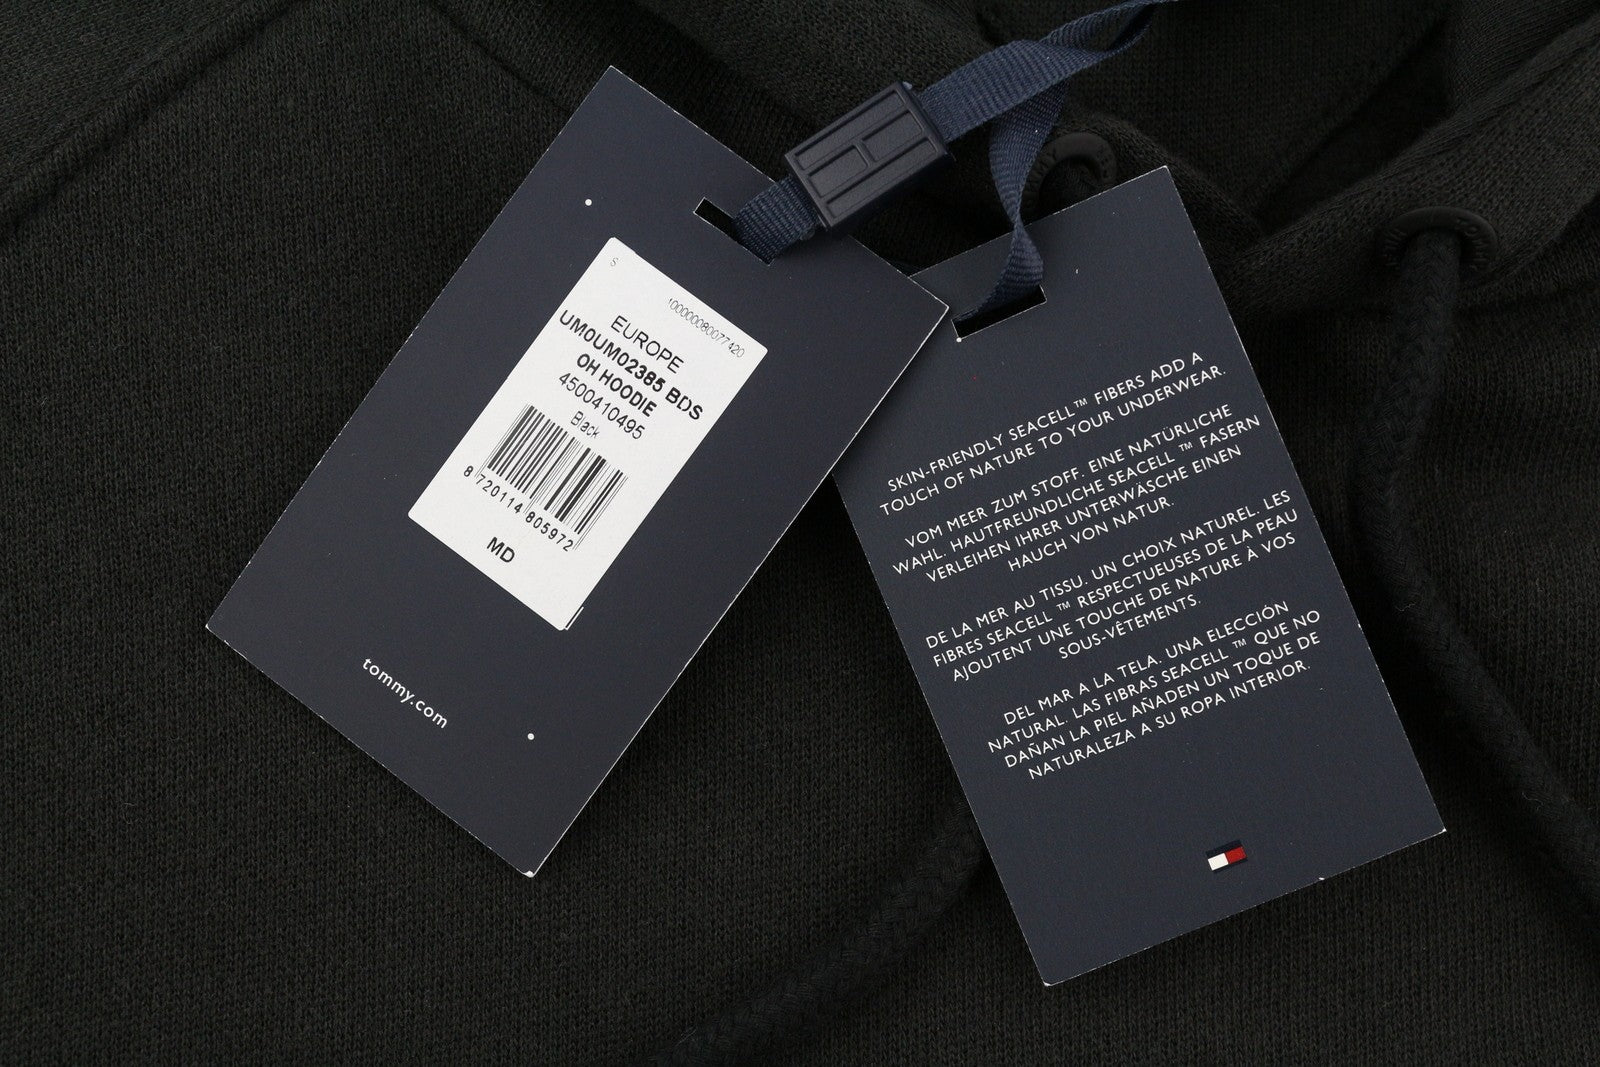 S
10000080077420
EUROPE
UM0UM02385 BDS
OH HOODIE
4500410495
Black
8 720114 805972
MD
tommy.com
SKIN-FRIENDLY SEACELL™ FIBERS ADD A
TOUCH OF NATURE TO YOUR UNDERWEAR.
VOM MEER ZUM STOFF. EINE NATÜRLICHE
WAHL. HAUTFREUNDLICHE SEACELL ™ FASERN
VERLEIHEN IHRER UNTERWÄSCHE EINEN
HAUCH VON NATUR.
DE LA MER AU TISSU. UN CHOIX NATUREL. LES
FIBRES SEACELL ™ RESPECTUEUSES DE LA PEAU
AJOUTENT UNE TOUCHE DE NATURE À VOS
SOUS-VÊTEMENTS.
DEL MAR A LA TELA. UNA ELECCIÓN
NATURAL. LAS FIBRAS SEACELL ™ QUE NO
DAÑAN LA PIEL AÑADEN UN TOQUE DE
NATURALEZA A SU ROPA INTERIOR.